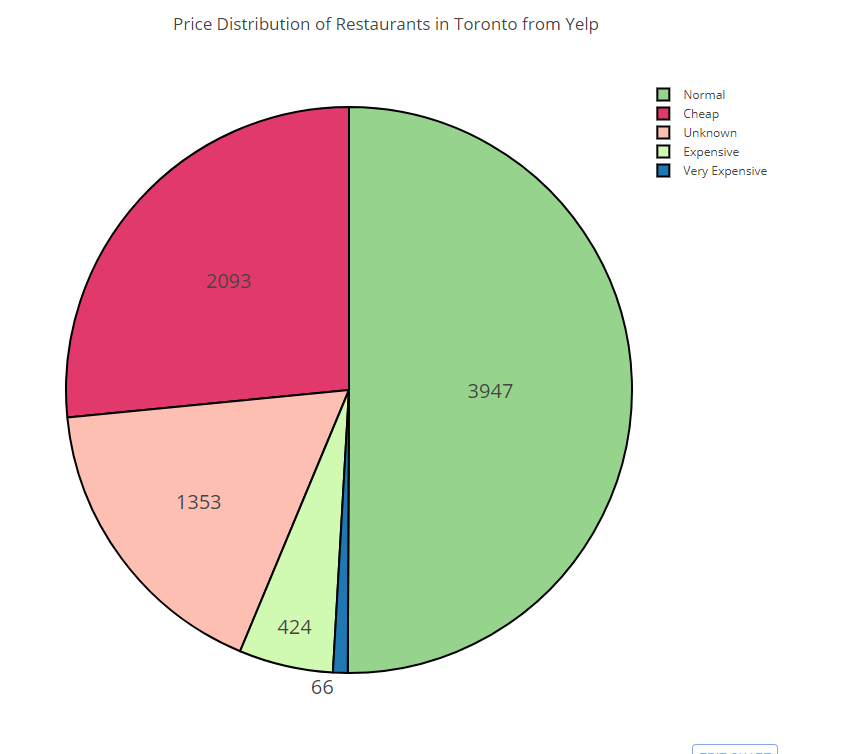 Price Distribution of Restaurants in Toronto from Yelp
Normal
Cheap
Unknown
Expensive
Very Expensive
2093
3947
1353
424
66